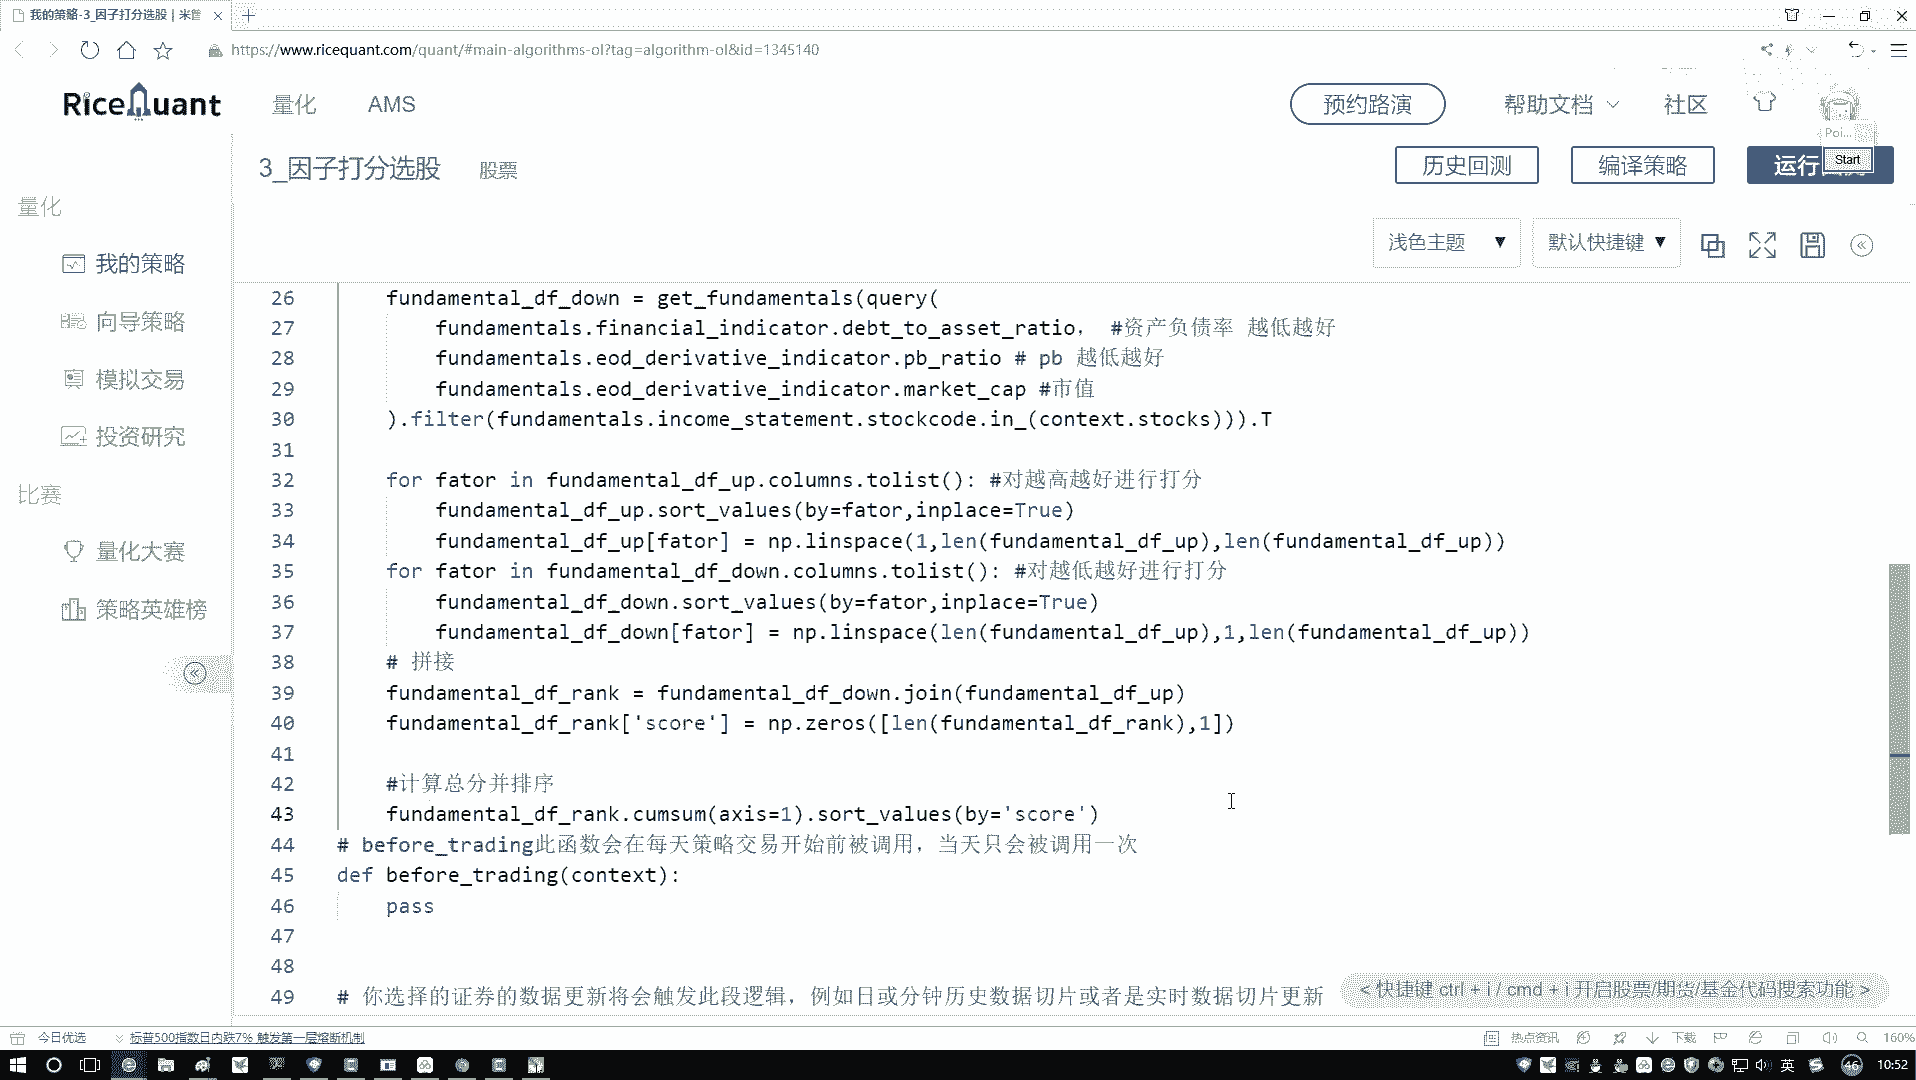 我的策略-3_因子打分选股 | 米筐
https://www.ricequant.com/quant/#main-algorithms-ol?tag=algorithm-ol&id=1345140
RiceQuant 量化 AMS 预约路演 帮助文档 社区
Poi...
3_因子打分选股 股票 历史回测 编译策略 运行 Start
量化
浅色主题 ▼ 默认快捷键 ▼
我的策略
向导策略
模拟交易
投资研究
比赛
量化大赛
策略英雄榜
26 fundamental_df_down = get_fundamentals(query(
27 fundamentals.financial_indicator.debt_to_asset_ratio， #资产负债率 越低越好
28 fundamentals.eod_derivative_indicator.pb_ratio # pb 越低越好
29 fundamentals.eod_derivative_indicator.market_cap #市值
30 ).filter(fundamentals.income_statement.stockcode.in_(context.stocks))).T
31
32 for fator in fundamental_df_up.columns.tolist(): #对越高越好进行打分
33 fundamental_df_up.sort_values(by=fator,inplace=True)
34 fundamental_df_up[fator] = np.linspace(1,len(fundamental_df_up),len(fundamental_df_up))
35 for fator in fundamental_df_down.columns.tolist(): #对越低越好进行打分
36 fundamental_df_down.sort_values(by=fator,inplace=True)
37 fundamental_df_down[fator] = np.linspace(len(fundamental_df_up),1,len(fundamental_df_up))
38 # 拼接
39 fundamental_df_rank = fundamental_df_down.join(fundamental_df_up)
40 fundamental_df_rank['score'] = np.zeros([len(fundamental_df_rank),1])
41
42 #计算总分并排序
43 fundamental_df_rank.cumsum(axis=1).sort_values(by='score')
44 # before_trading此函数会在每天策略交易开始前被调用，当天只会被调用一次
45 def before_trading(context):
46 pass
47
48
49 # 你选择的证券的数据更新将会触发此段逻辑，例如日或分钟历史数据切片或者是实时数据切片更新
< 快捷键 ctrl + i / cmd + i 开启股票/期货/基金代码搜索功能 >
今日优选 标普500指数日内跌7% 触发第一层熔断机制 热点资讯 下载 160%
英 46 10:52